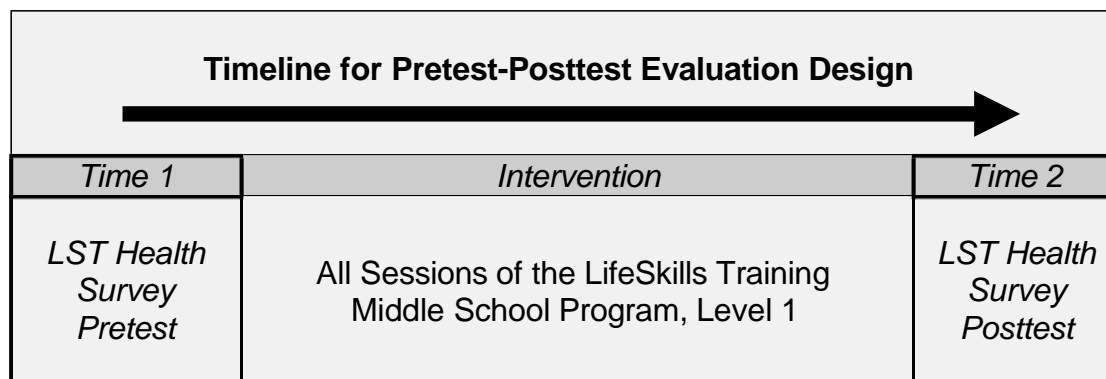 Timeline for Pretest-Posttest Evaluation Design
Time 1
Intervention
Time 2
LST Health
Survey
Pretest
All Sessions of the LifeSkills Training
Middle School Program, Level 1
LST Health
Survey
Posttest